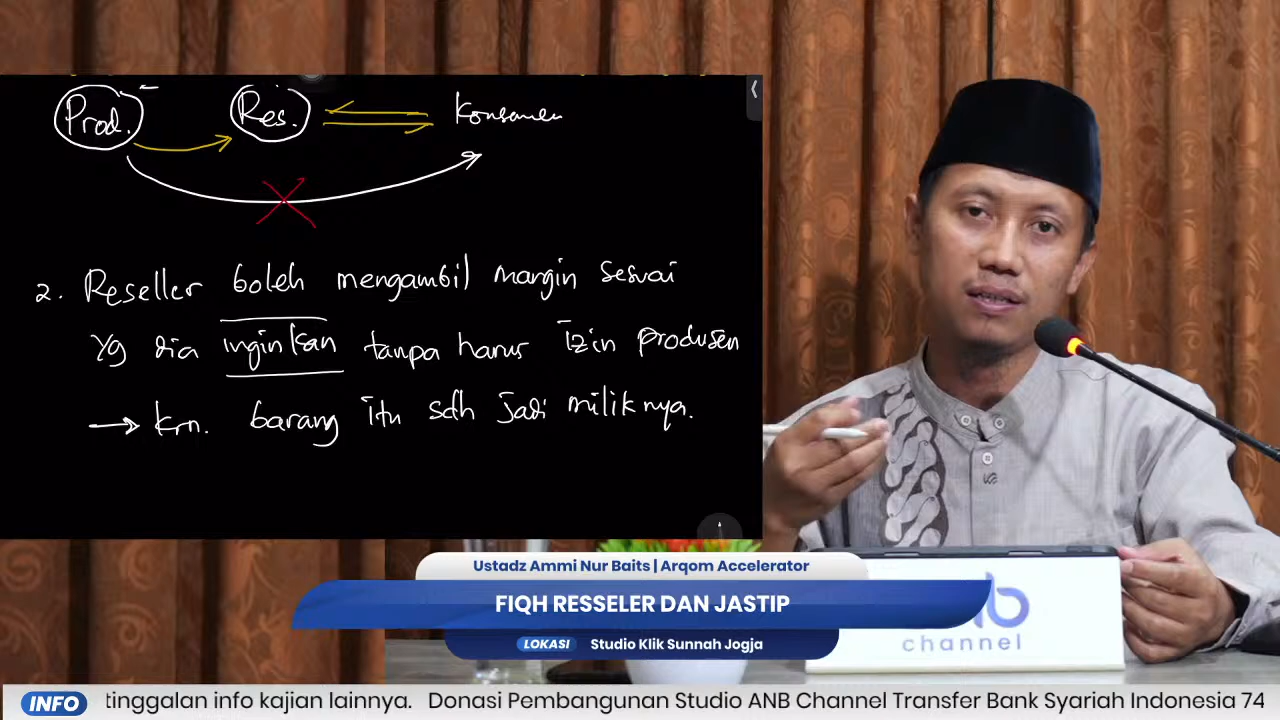 Prod. Res. Konsumen
2. Reseller boleh mengambil margin sesuai
yg dia inginkan tanpa harus izin produsen
→ krn. barang itu sdh jadi miliknya.
Ustadz Ammi Nur Baits | Arqom Accelerator
FIQH RESSELER DAN JASTIP
LOKASI Studio Klik Sunnah Jogja
channel
INFO tinggalan info kajian lainnya. Donasi Pembangunan Studio ANB Channel Transfer Bank Syariah Indonesia 74